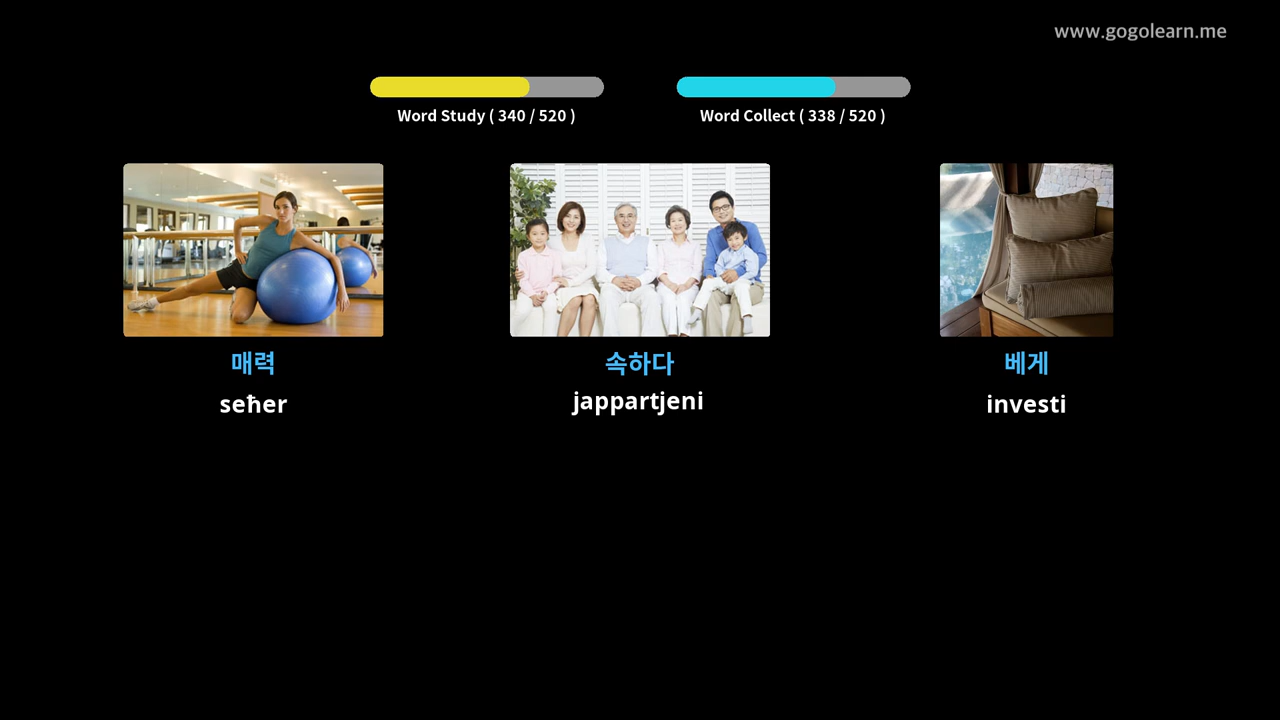 www.gogolearn.me
Word Study ( 340 / 520 )
Word Collect ( 338 / 520 )
매력
속하다
베게
seħer
jappartjeni
investi